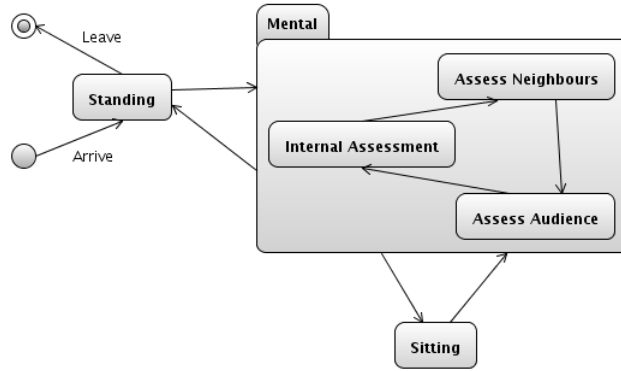 Leave
Mental
Assess Neighbours
Standing
Internal Assessment
Arrive
Assess Audience
Sitting